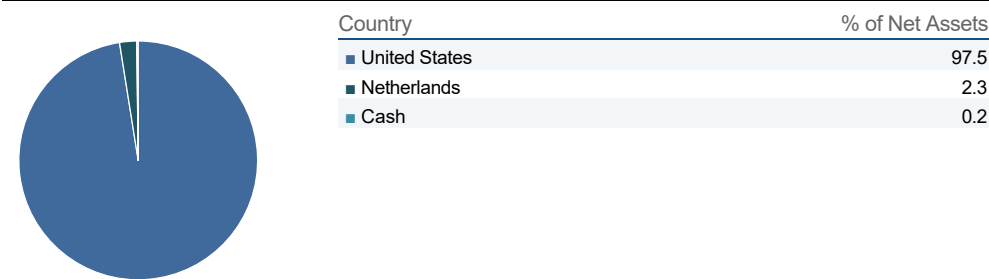 Country % of Net Assets
United States 97.5
Netherlands 2.3
Cash 0.2